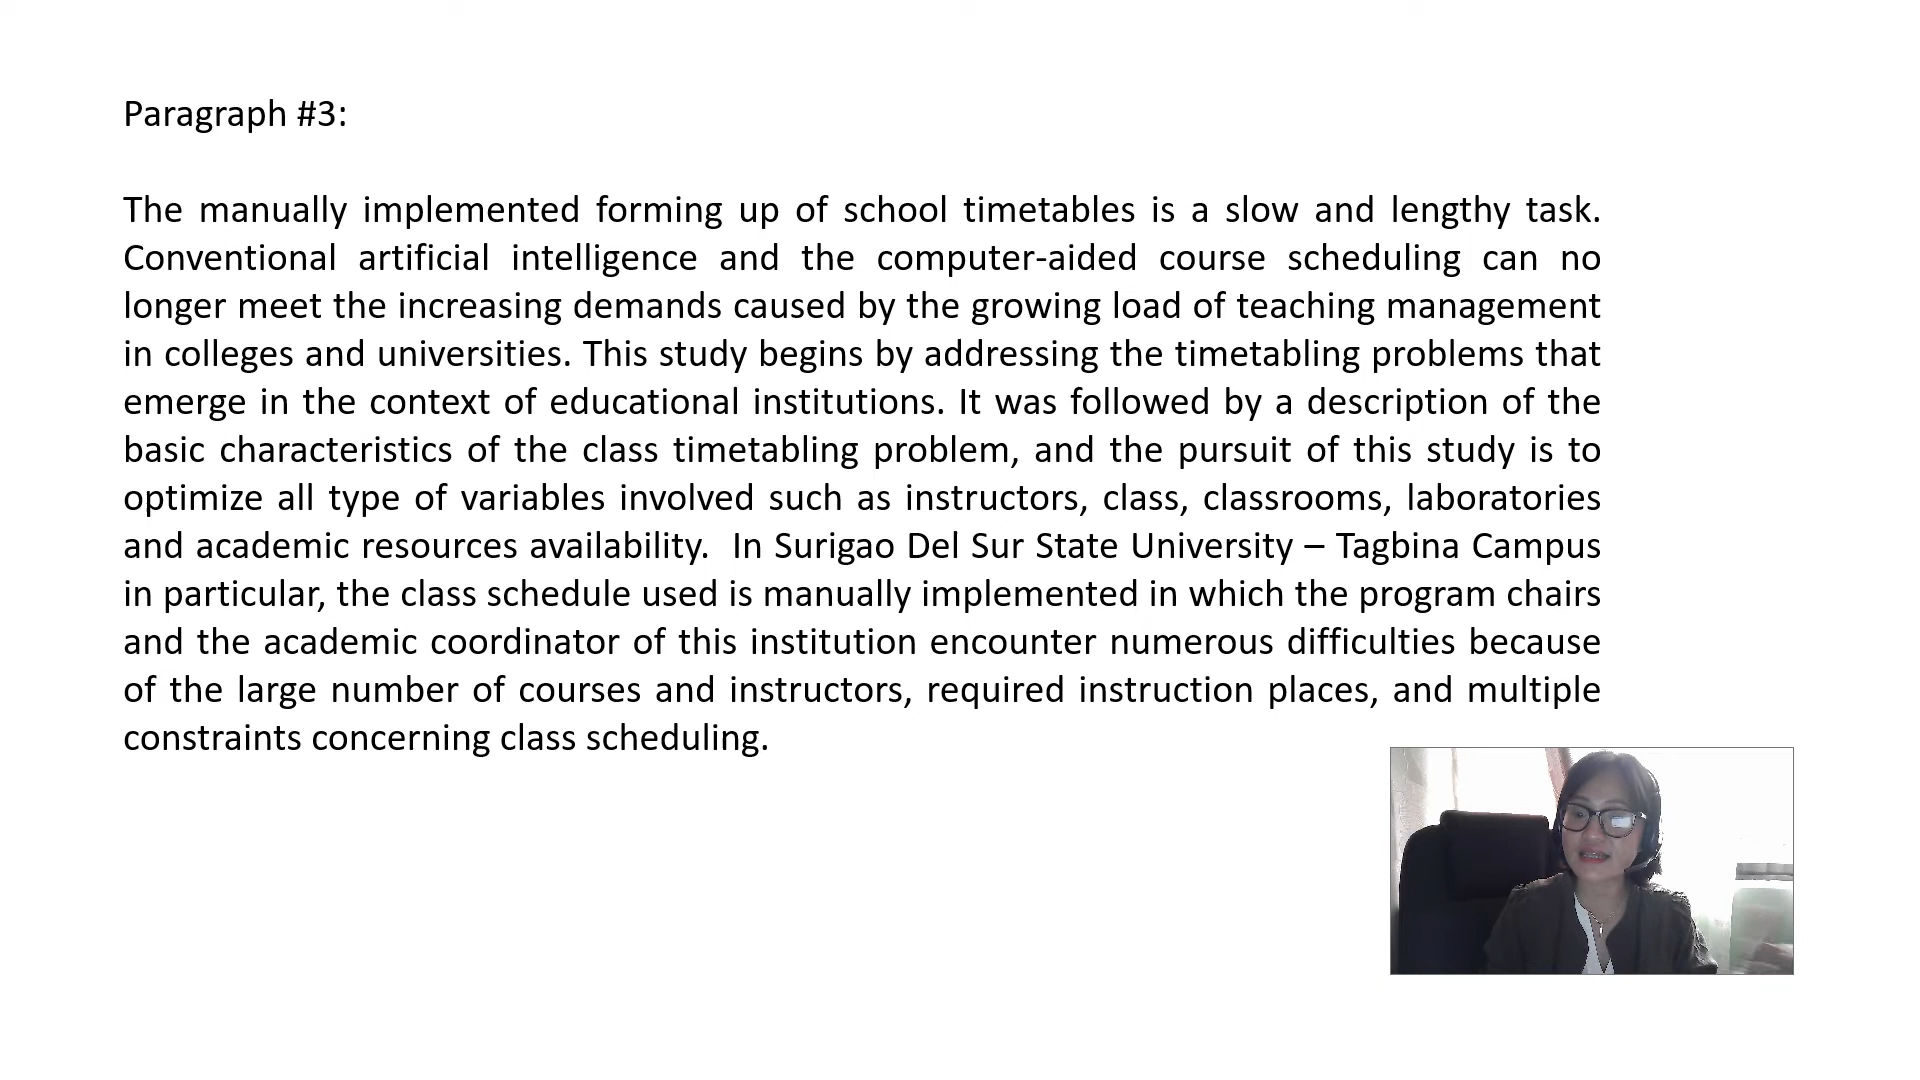 Paragraph #3:
The manually implemented forming up of school timetables is a slow and lengthy task.
Conventional artificial intelligence and the computer-aided course scheduling can no
longer meet the increasing demands caused by the growing load of teaching management
in colleges and universities. This study begins by addressing the timetabling problems that
emerge in the context of educational institutions. It was followed by a description of the
basic characteristics of the class timetabling problem, and the pursuit of this study is to
optimize all type of variables involved such as instructors, class, classrooms, laboratories
and academic resources availability.  In Surigao Del Sur State University – Tagbina Campus
in particular, the class schedule used is manually implemented in which the program chairs
and the academic coordinator of this institution encounter numerous difficulties because
of the large number of courses and instructors, required instruction places, and multiple
constraints concerning class scheduling.